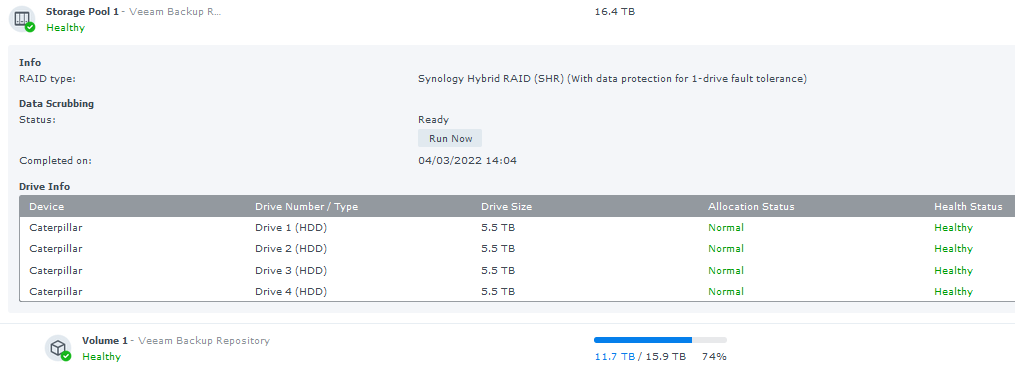 Storage Pool 1 - Veeam Backup R... 16.4 TB
Healthy
Info
RAID type: Synology Hybrid RAID (SHR) (With data protection for 1-drive fault tolerance)
Data Scrubbing
Status: Ready
Run Now
Completed on: 04/03/2022 14:04
Drive Info
Device Drive Number / Type Drive Size Allocation Status Health Status
Caterpillar Drive 1 (HDD) 5.5 TB Normal Healthy
Caterpillar Drive 2 (HDD) 5.5 TB Normal Healthy
Caterpillar Drive 3 (HDD) 5.5 TB Normal Healthy
Caterpillar Drive 4 (HDD) 5.5 TB Normal Healthy
Volume 1 - Veeam Backup Repository
Healthy 11.7 TB / 15.9 TB 74%